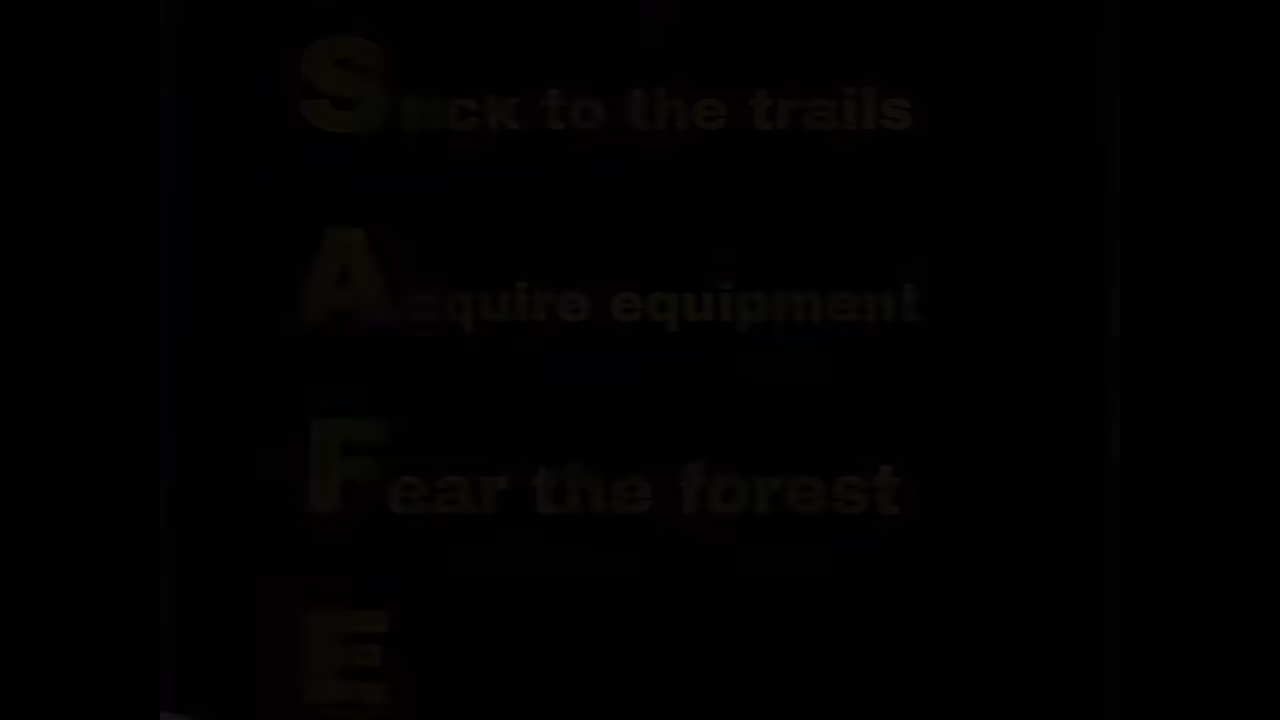 Stick to the trails
Acquire equipment
Fear the forest
E